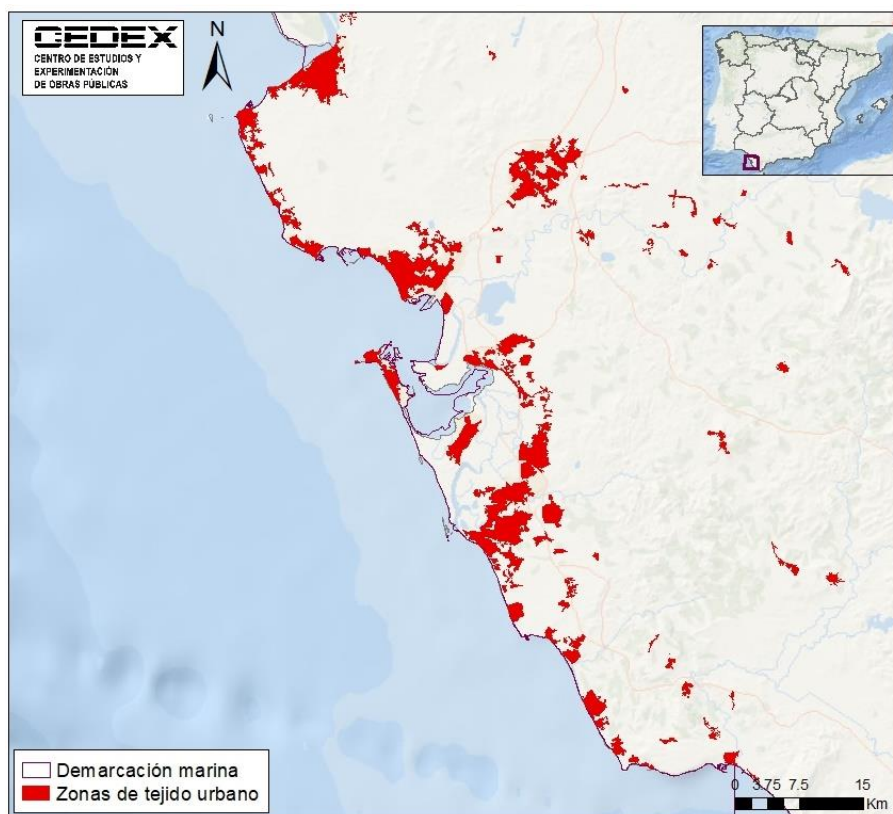 CEDEX
CENTRO DE ESTUDIOS Y
EXPERIMENTACIÓN
DE OBRAS PÚBLICAS
N
Demarcación marina
Zonas de tejido urbano
0 3.75 7.5 15
Km